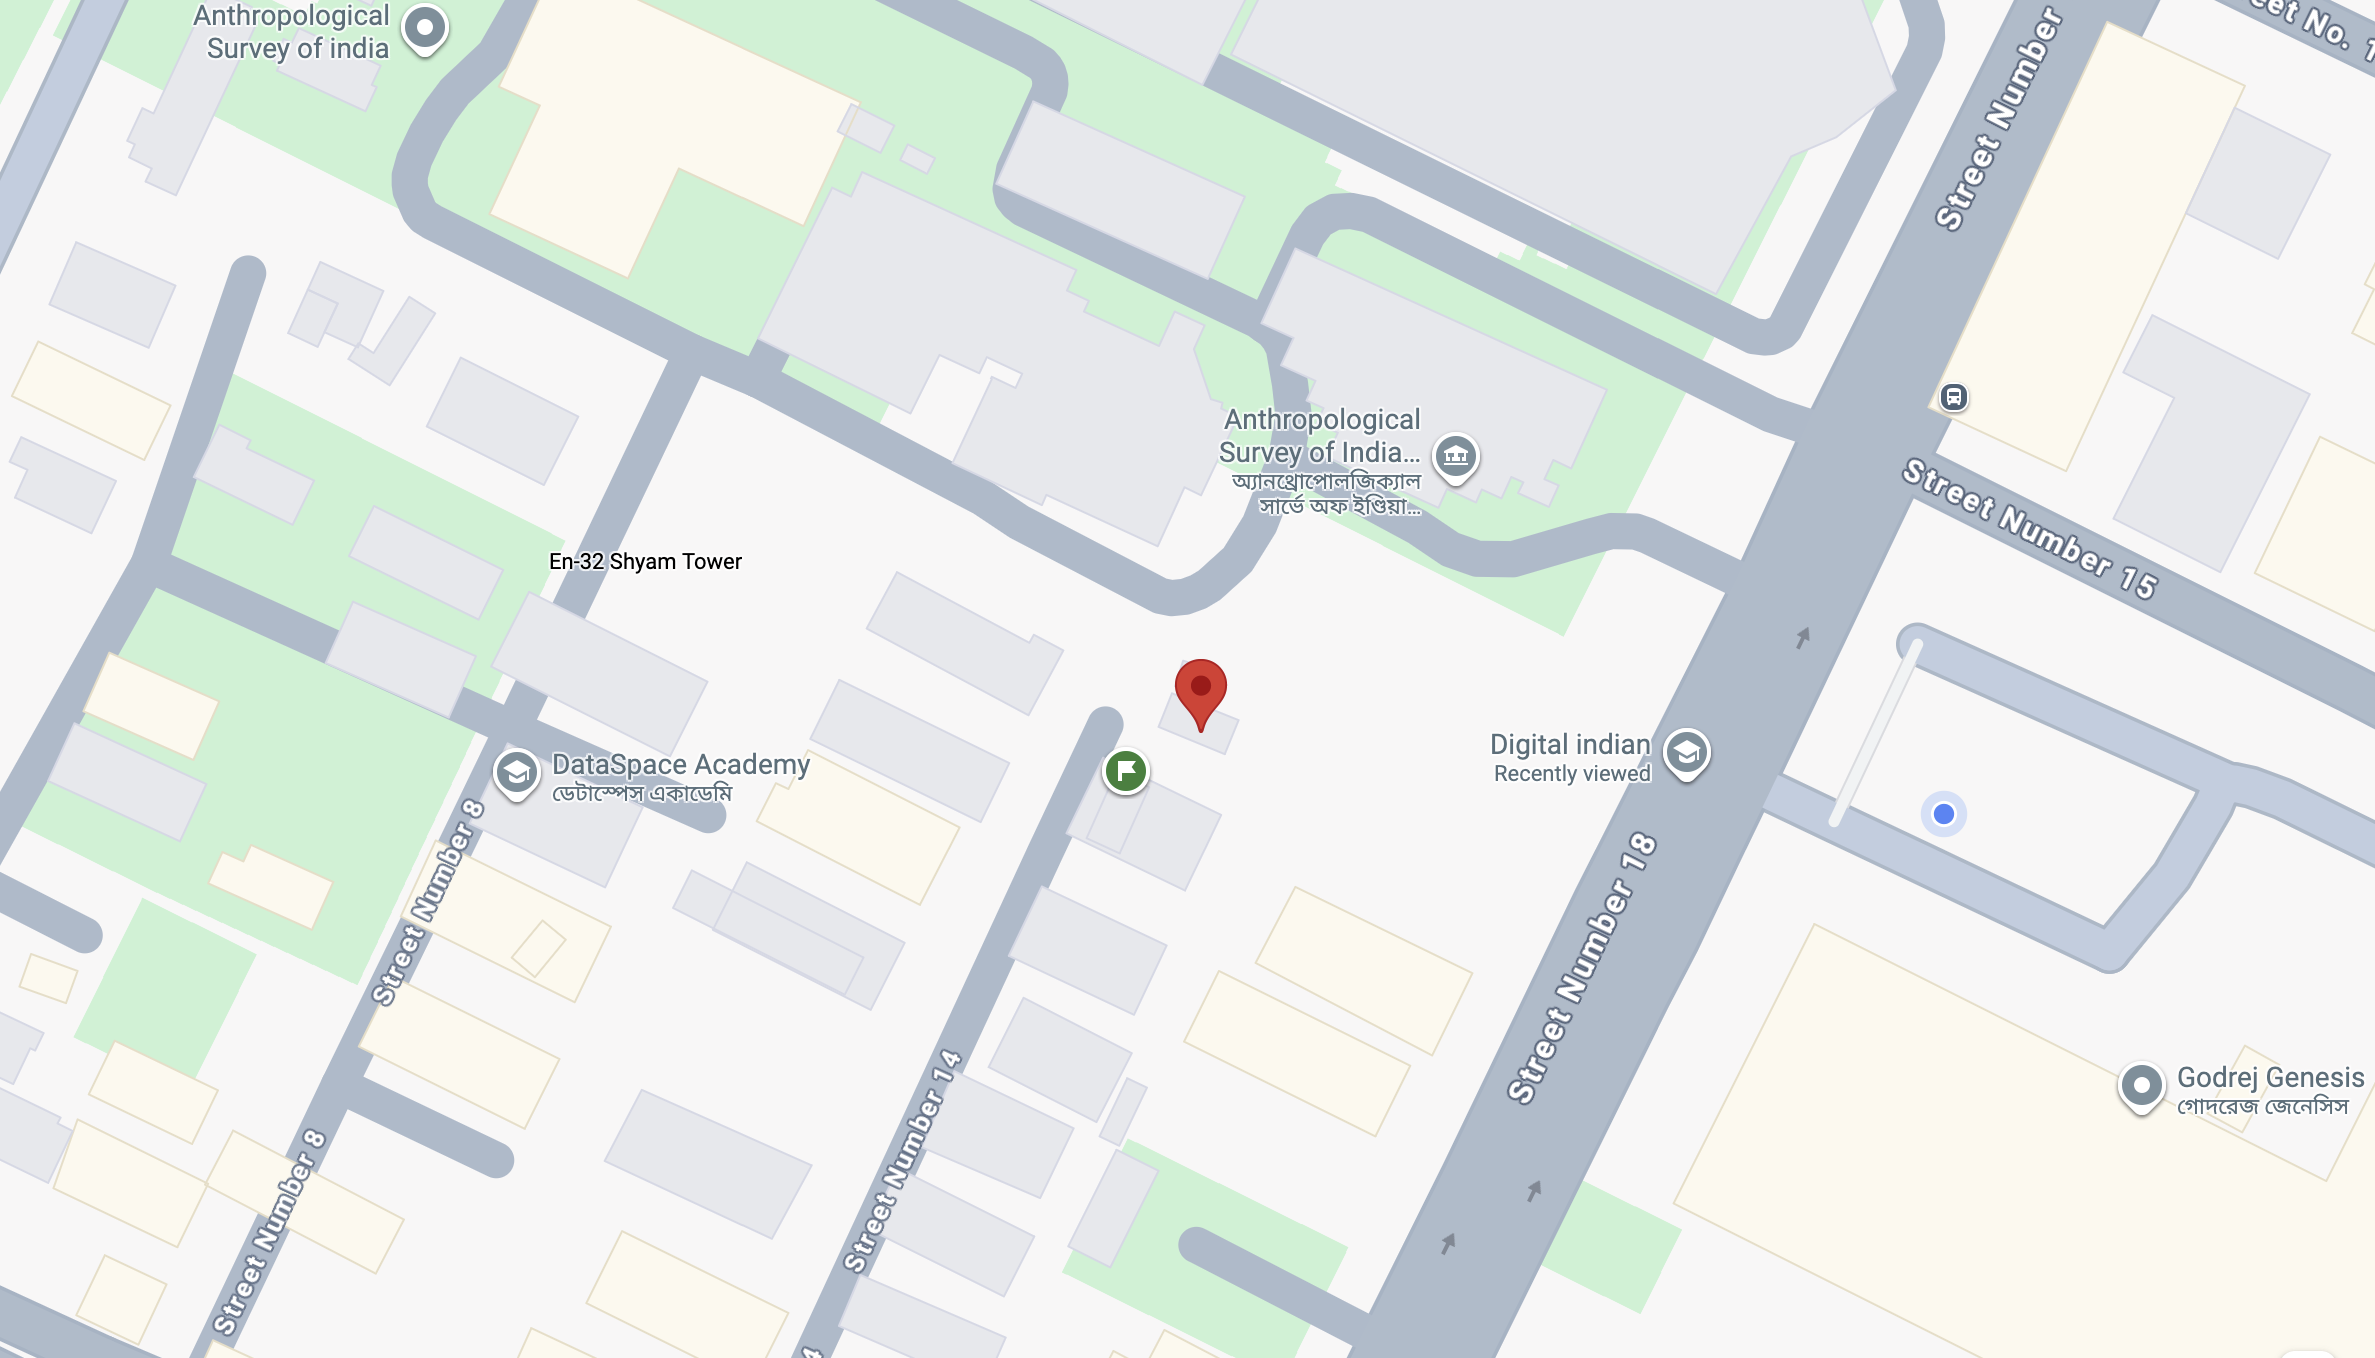 Anthropological
Survey of india
Street Number
Anthropological
Survey of India...
অ্যানথ্রোপোলজিক্যাল
সার্ভে অফ ইণ্ডিয়া...
Street Number 15
En-32 Shyam Tower
Digital indian
Recently viewed
DataSpace Academy
ডেটাস্পেস একাডেমি
Street Number 8
Street Number 18
Godrej Genesis
গোদরেজ জেনেসিস
Street Number 14
Street Number 8